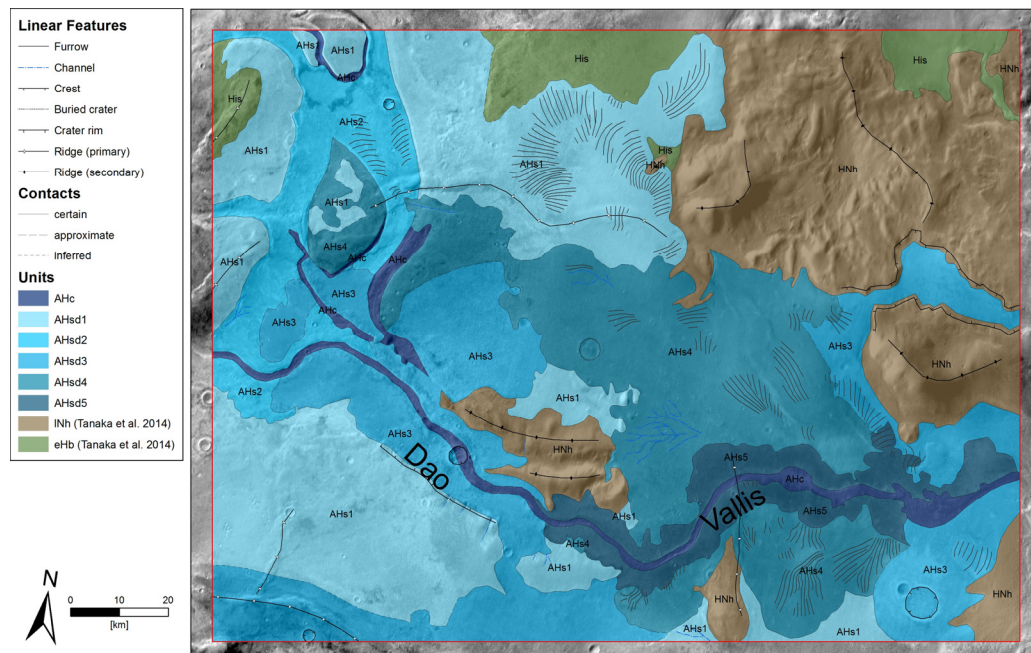 Linear Features
Furrow
Channel
Crest
Buried crater
Crater rim
Ridge (primary)
Ridge (secondary)
Contacts
certain
approximate
inferred
Units
AHc
AHsd1
AHsd2
AHsd3
AHsd4
AHsd5
lNh (Tanaka et al. 2014)
eHb (Tanaka et al. 2014)
N
0 10 20
[km]
AHs1
AHs1
AHc
His
His
His
HNh
AHs2
His
AHs1
AHs1
HNh
HNh
AHs1
AHs4
AHc
AHc
AHs1
AHs3
AHc
AHs3
AHs3
AHs4
AHs3
HNh
AHs2
AHs1
AHs3
HNh
Dao
AHs5
AHc
Vallis
AHs5
AHs1
AHs1
AHs4
AHs1
AHs4
AHs3
HNh
HNh
AHs1